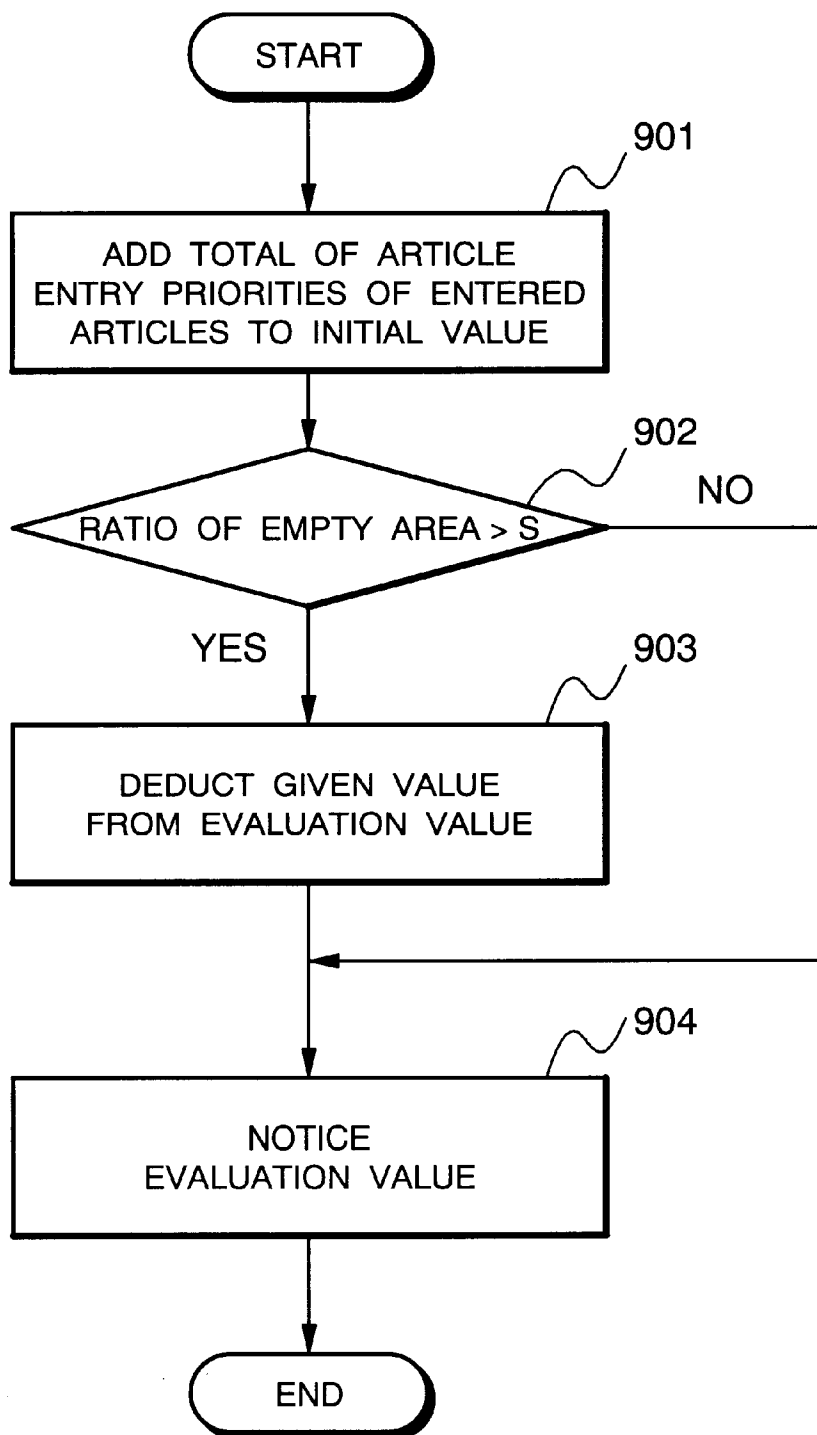 START
901
ADD TOTAL OF ARTICLE
ENTRY PRIORITIES OF ENTERED
ARTICLES TO INITIAL VALUE
902
RATIO OF EMPTY AREA > S
NO
YES
903
DEDUCT GIVEN VALUE
FROM EVALUATION VALUE
904
NOTICE
EVALUATION VALUE
END